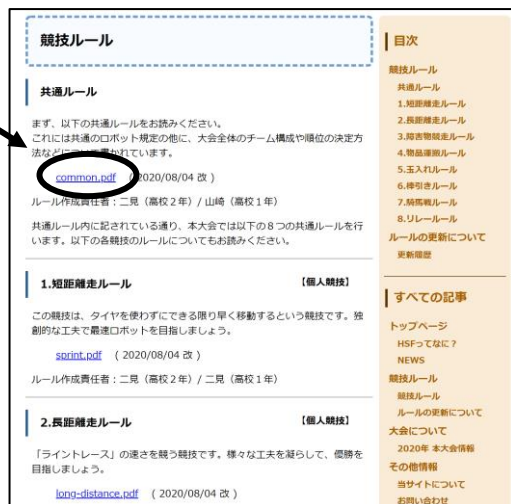 競技ルール
共通ルール
まず、以下の共通ルールをお読みください。
これには共通のロボット規定の他に、大会全体のチーム構成や順位の決定方
法など
書かれています。
common.pdf
2020/08/04 改 )
ルール作成責任者：二見（高校２年）/ 山崎（高校１年）
共通ルール内に記されている通り、本大会では以下の８つの共通ルールを行
います。以下の各競技のルールについてもお読みください。
1.短距離走ルール
【個人競技】
この競技は、タイヤを使わずにできる限り早く移動するという競技です。独
創的な工夫で最速ロボットを目指しましょう。
sprint.pdf ( 2020/08/04 改 )
ルール作成責任者：二見（高校２年）/ 二見（高校１年）
2.長距離走ルール
【個人競技】
「ライントレース」の速さを競う競技です。様々な工夫を凝らして、優勝を
目指しましょう。
long-distance.pdf ( 2020/08/04 改 )
目次
競技ルール
共通ルール
1.短距離走ルール
2.長距離走ルール
3.障害物競走ルール
4.物品運搬ルール
5.玉入れルール
6.棒引きルール
7.騎馬戦ルール
8.リレールール
ルールの更新について
更新履歴
すべての記事
トップページ
HSFってなに？
NEWS
競技ルール
競技ルール
ルールの更新について
大会について
2020年 本大会情報
その他情報
当サイトについて
お問い合わせ